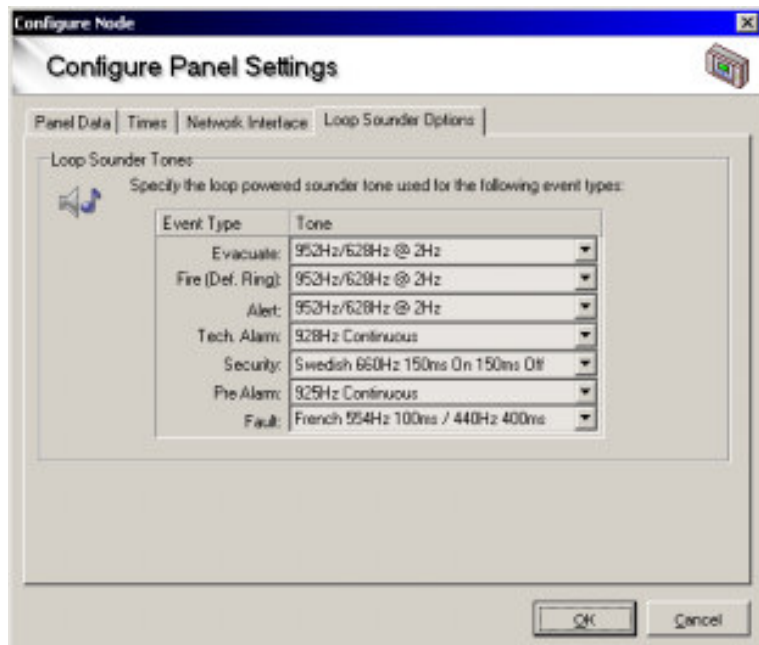 Configure Node
Configure Panel Settings
Panel Data Times Network Interface Loop Sounder Options
Loop Sounder Tones
Specify the loop powered sounder tone used for the following event types:
Event Type Tone
Evacuate: 952Hz/628Hz @ 2Hz
Fire (Def. Ring): 952Hz/628Hz @ 2Hz
Alert: 952Hz/628Hz @ 2Hz
Tech. Alarm: 928Hz Continuous
Security: Swedish 660Hz 150ms On 150ms Off
Pre Alarm: 925Hz Continuous
Fault: French 554Hz 100ms / 440Hz 400ms
OK Cancel